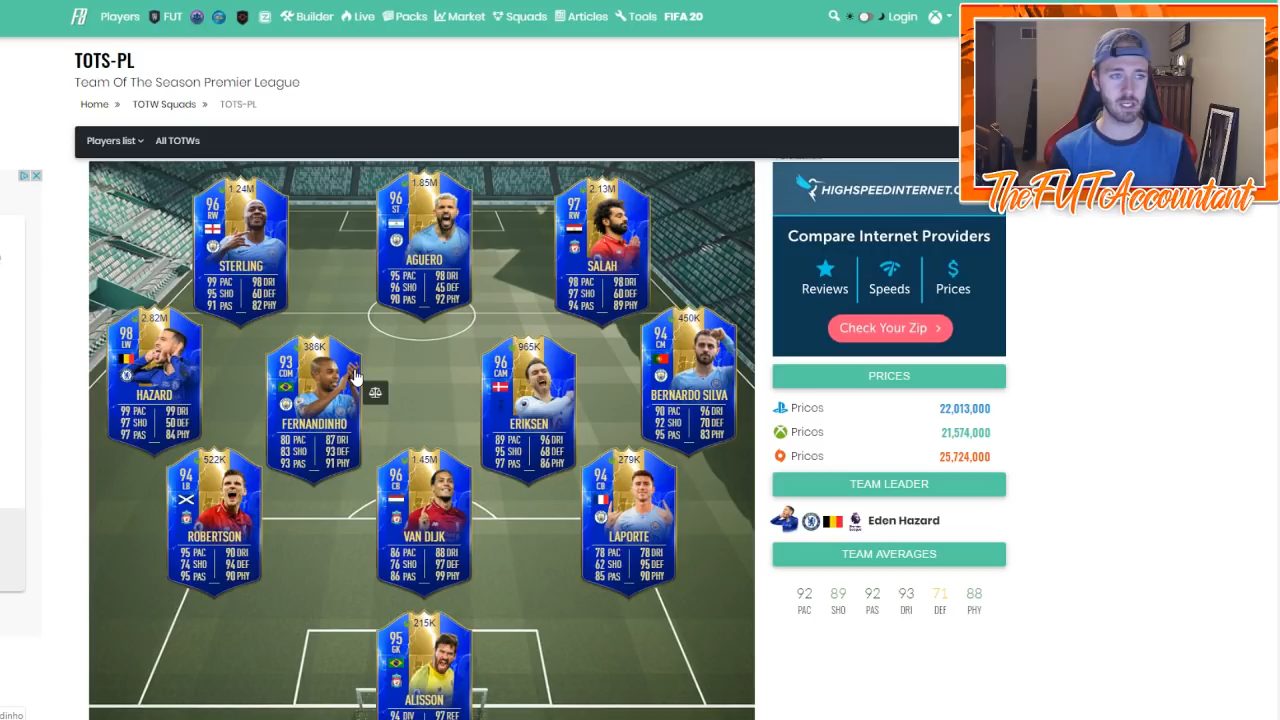 FB Players FUT Builder Live Packs Market Squads Articles Tools FIFA 20 Login
TOTS-PL
Team Of The Season Premier League
Home » TOTW Squads » TOTS-PL
Players list All TOTWs
1.24M
96
RW
STERLING
99 PAC 98 DRI
95 SHO 60 DEF
91 PAS 82 PHY
1.85M
96
ST
AGUERO
95 PAC 98 DRI
96 SHO 45 DEF
90 PAS 92 PHY
2.13M
97
RW
SALAH
98 PAC 98 DRI
97 SHO 60 DEF
94 PAS 89 PHY
2.82M
98
LW
HAZARD
99 PAC 99 DRI
97 SHO 50 DEF
97 PAS 84 PHY
386K
93
CDM
FERNANDINHO
80 PAC 87 DRI
83 SHO 93 DEF
93 PAS 91 PHY
965K
96
CAM
ERIKSEN
89 PAC 96 DRI
95 SHO 68 DEF
97 PAS 86 PHY
450K
94
CM
BERNARDO SILVA
90 PAC 96 DRI
92 SHO 70 DEF
95 PAS 83 PHY
522K
94
LB
ROBERTSON
95 PAC 90 DRI
74 SHO 94 DEF
95 PAS 90 PHY
1.45M
96
CB
VAN DIJK
86 PAC 88 DRI
76 SHO 97 DEF
86 PAS 99 PHY
279K
94
CB
LAPORTE
78 PAC 78 DRI
62 SHO 95 DEF
85 PAS 90 PHY
215K
95
GK
ALISSON
94 DIV 97 REF
TheFUTAccountant
HIGHSPEEDINTERNET.C
Compare Internet Providers
Reviews Speeds Prices
Check Your Zip >
PRICES
Prices 22,013,000
Prices 21,574,000
Prices 25,724,000
TEAM LEADER
Eden Hazard
TEAM AVERAGES
92 89 92 93 71 88
PAC SHO PAS DRI DEF PHY
dinho